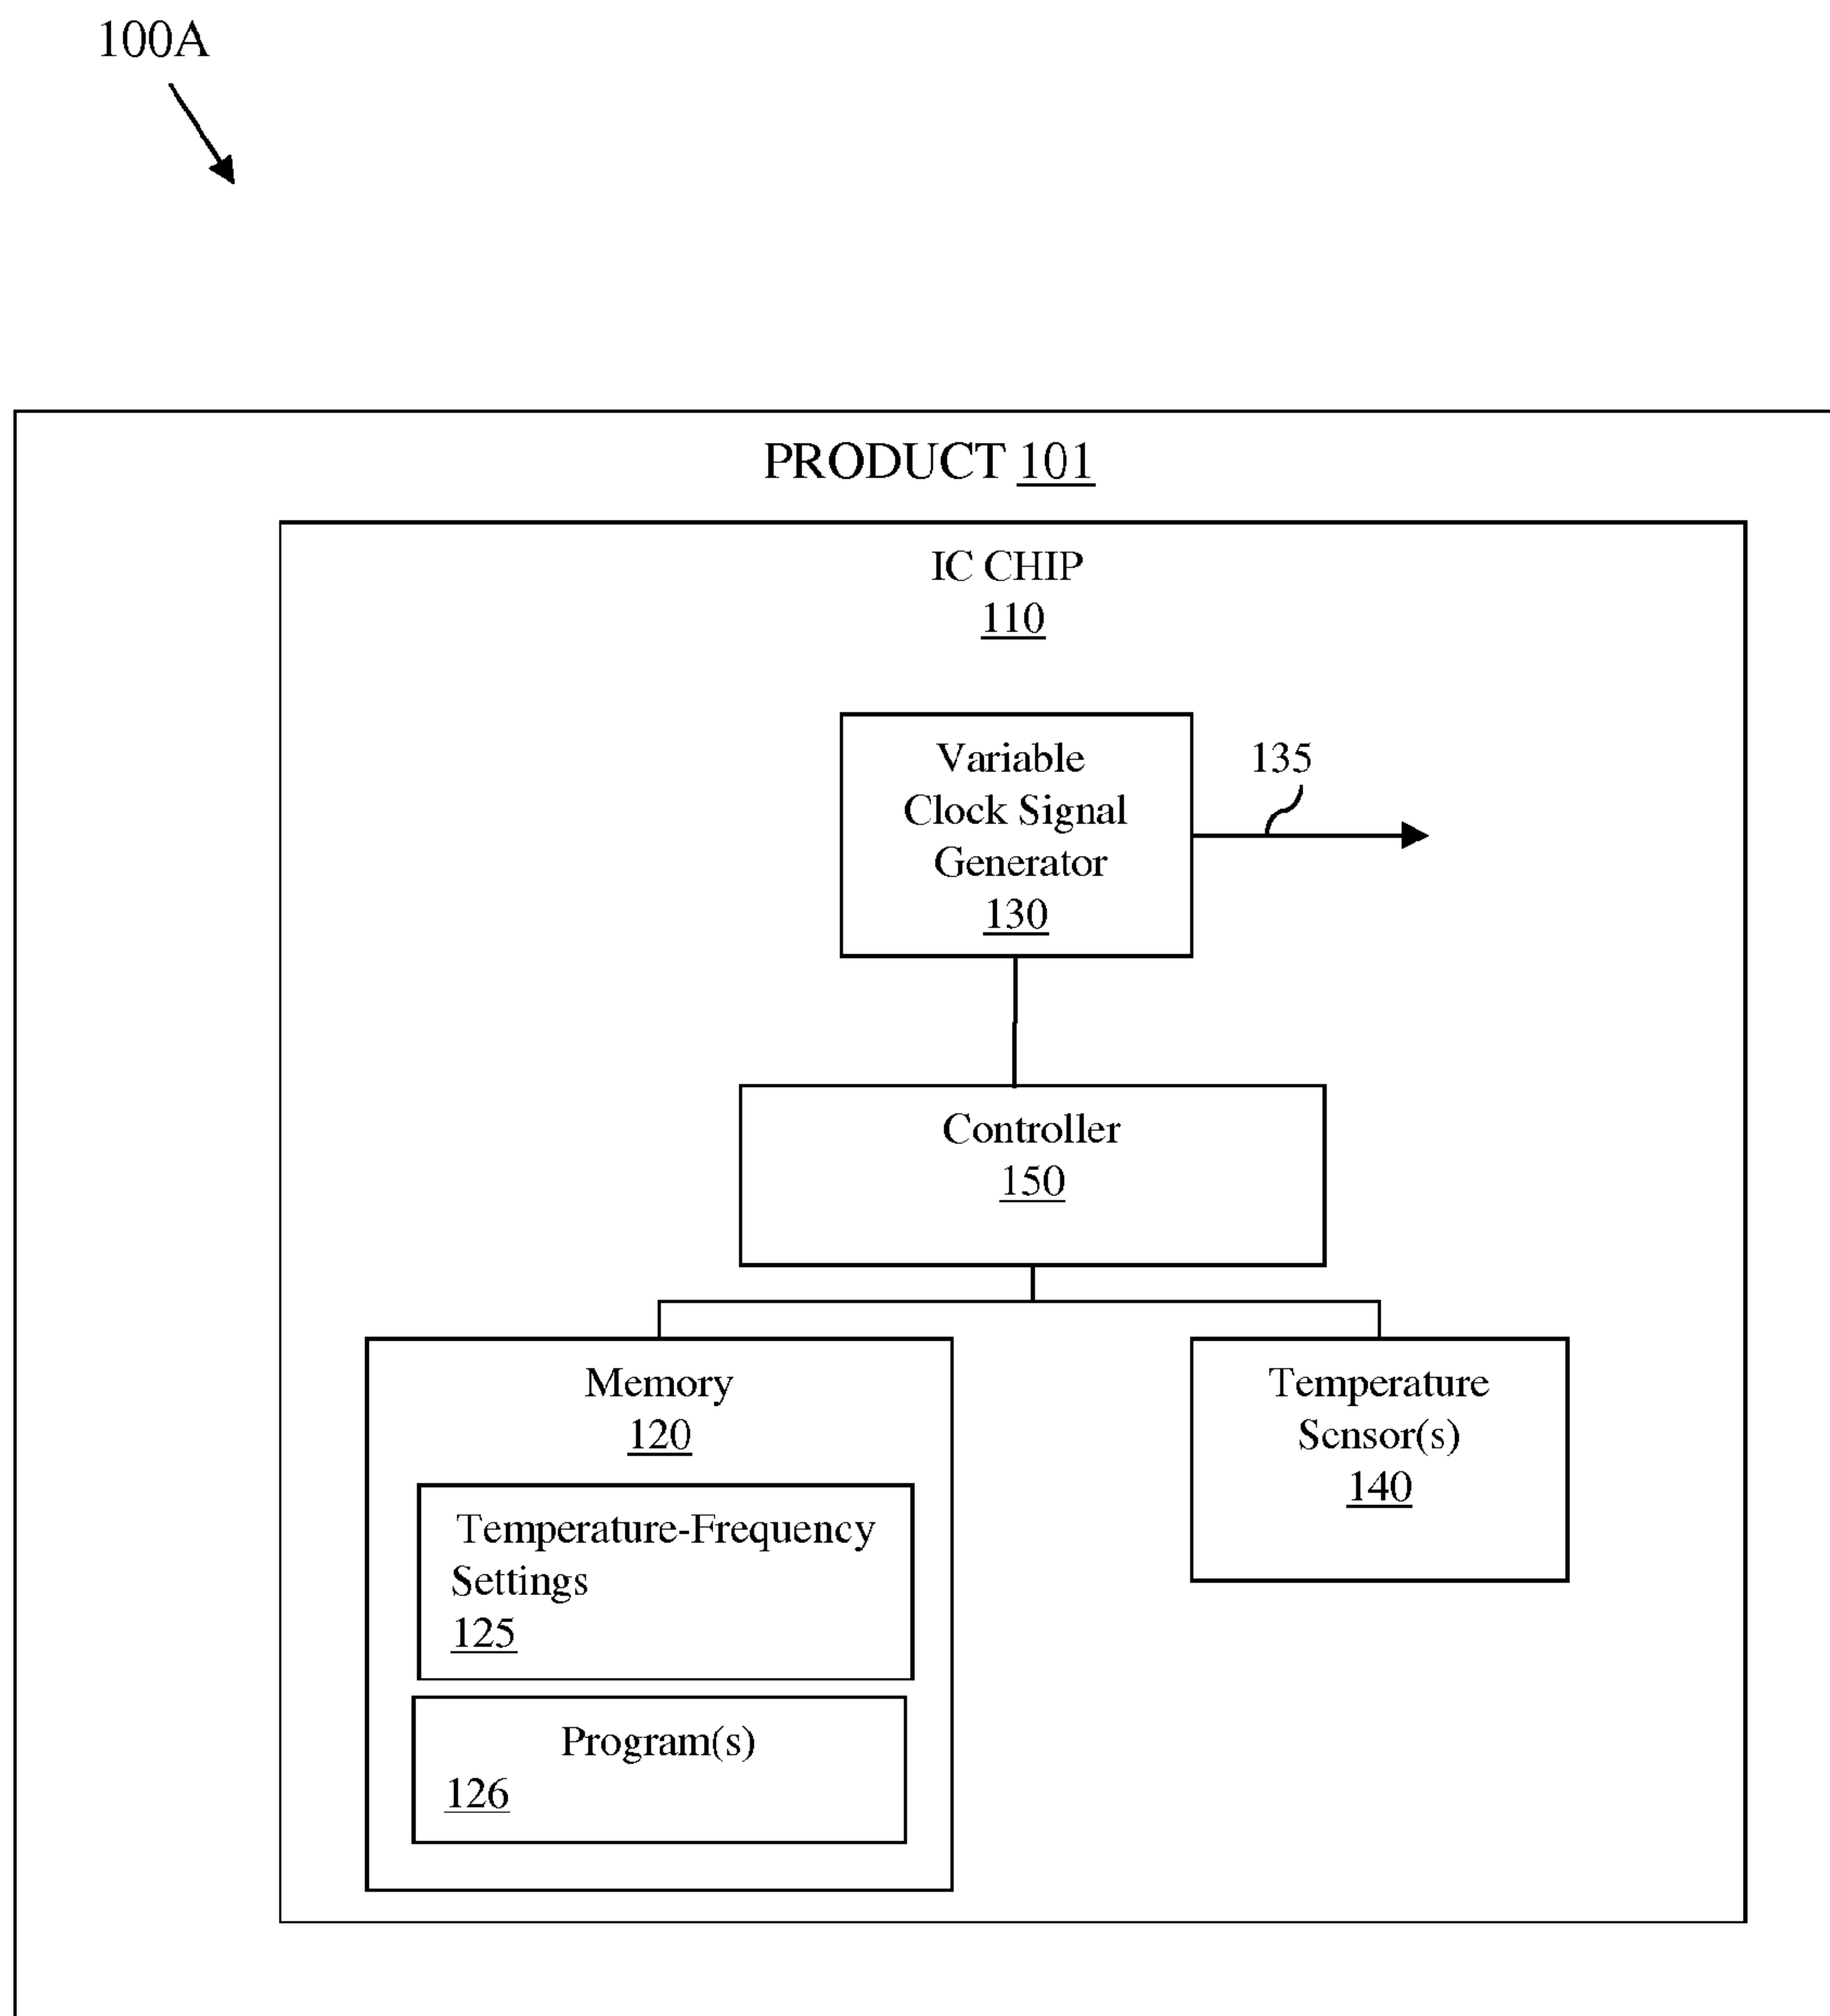 100A
PRODUCT 101
IC CHIP
110
Variable
Clock Signal
Generator
130
135
Controller
150
Memory
120
Temperature-Frequency
Settings
125
Program(s)
126
Temperature
Sensor(s)
140